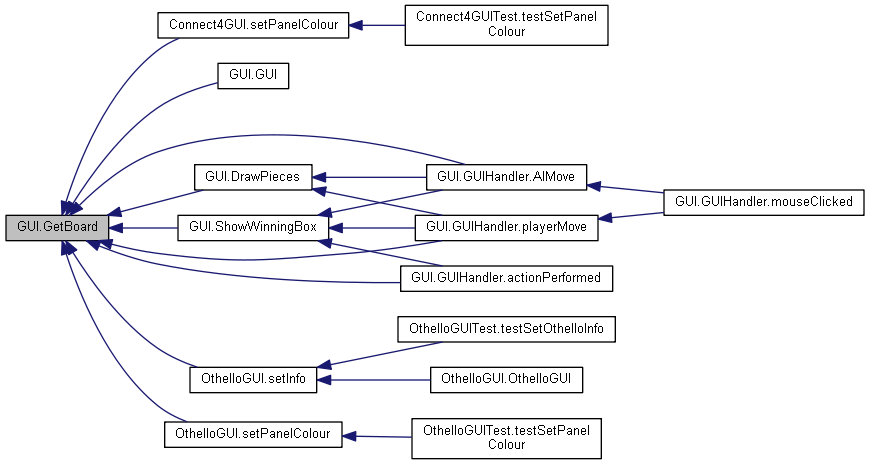 Connect4GUI.setPanelColour
Connect4GUITest.testSetPanel
Colour
GUI.GUI
GUI.DrawPieces
GUI.GUIHandler.AIMove
GUI.GUIHandler.mouseClicked
GUI.GetBoard
GUI.ShowWinningBox
GUI.GUIHandler.playerMove
GUI.GUIHandler.actionPerformed
OthelloGUITest.testSetOthelloInfo
OthelloGUI.setInfo
OthelloGUI.OthelloGUI
OthelloGUI.setPanelColour
OthelloGUITest.testSetPanel
Colour